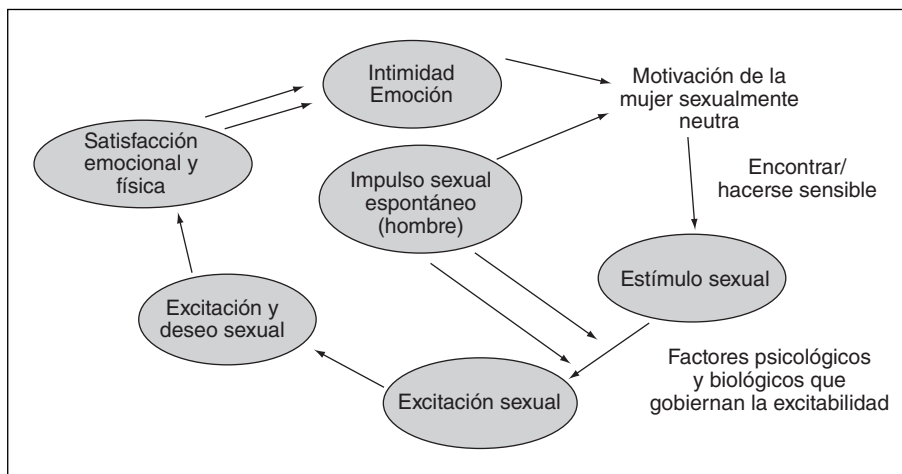 Intimidad
Emoción
Motivación de la
mujer sexualmente
neutra
Satisfacción
emocional y
física
Impulso sexual
espontáneo
(hombre)
Encontrar/
hacerse sensible
Estímulo sexual
Excitación y
deseo sexual
Factores psicológicos
y biológicos que
gobiernan la excitabilidad
Excitación sexual